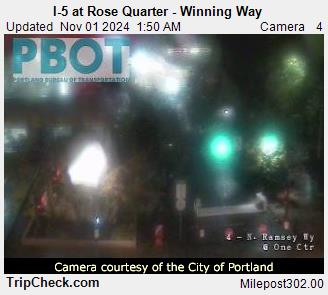 I-5 at Rose Quarter - Winning Way
Updated Nov 01 2024 1:50 AM Camera 4
PBOT
PORTLAND BUREAU OF TRANSPORTATION
4 - N. Ramsey Wy
@ One Ctr
Camera courtesy of the City of Portland
TripCheck.com Milepost302.00